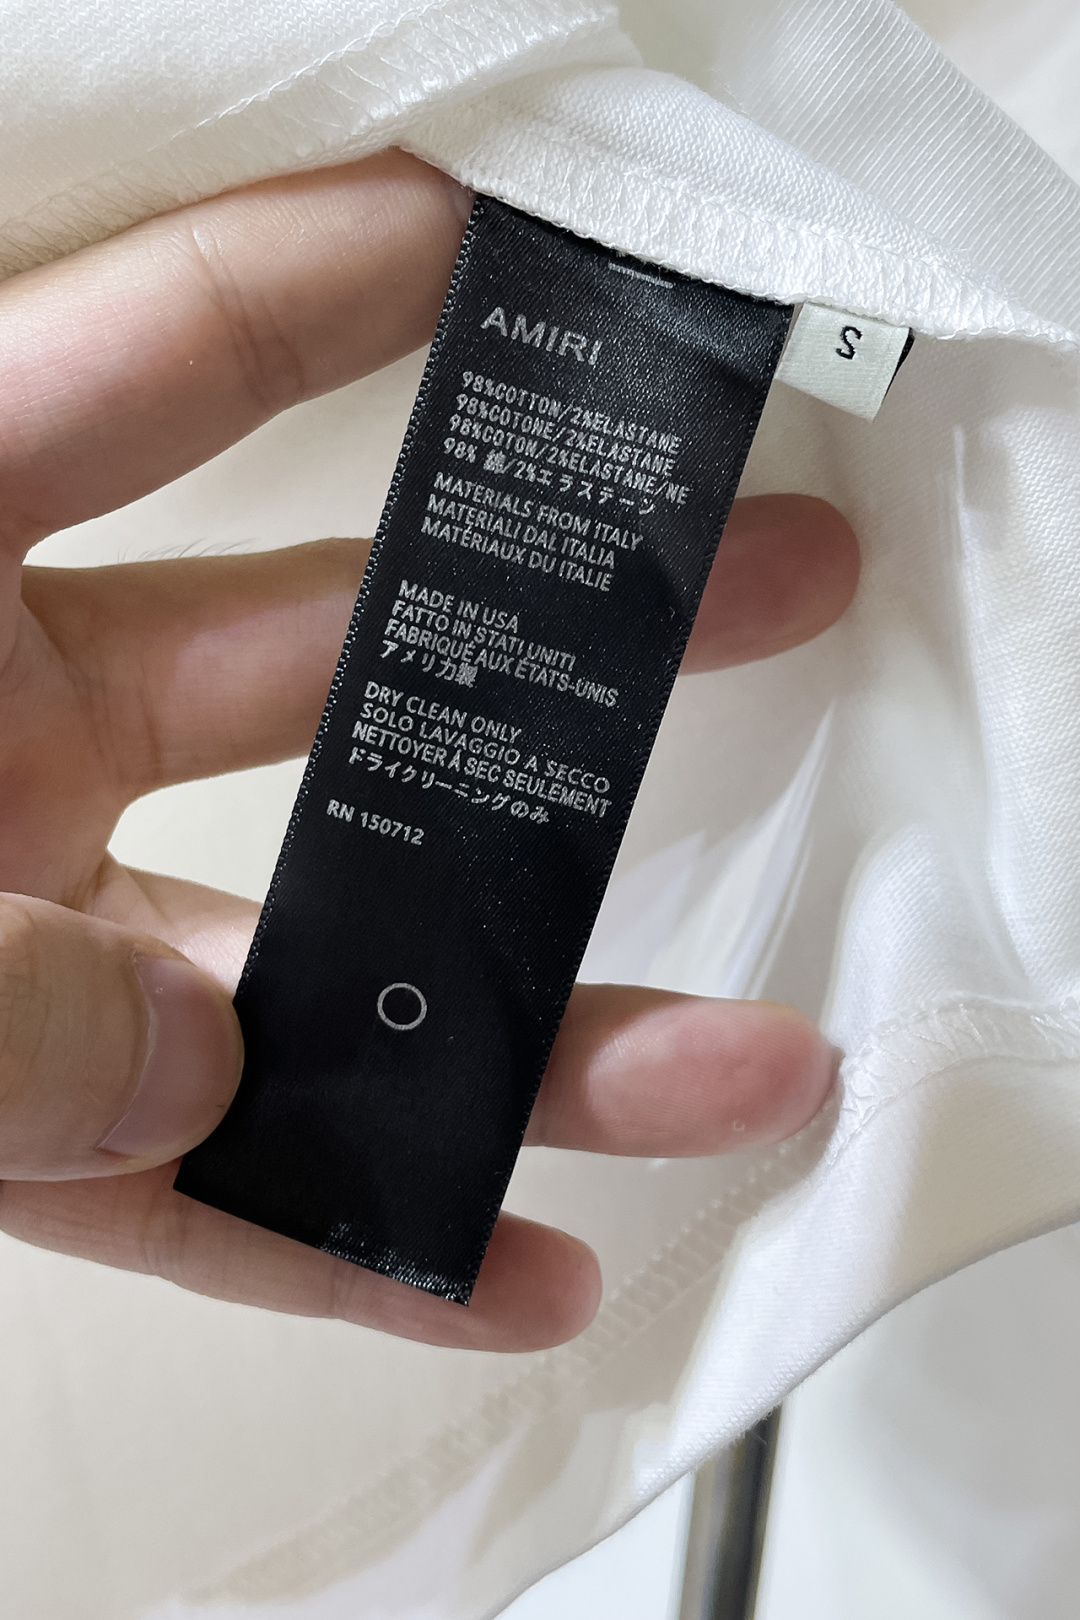 AMIRI
98%COTTON/2%ELASTANE
98%COTONE/2%ELASTANE
98%COTON/2%ELASTANE/NE
98% 綿/2%エラステーン
MATERIALS FROM ITALY
MATERIALI DAL ITALIA
MATÉRIAUX DU ITALIE
MADE IN USA
FATTO IN STATI UNITI
FABRIQUÉ AUX ÉTATS-UNIS
アメリカ製
DRY CLEAN ONLY
SOLO LAVAGGIO A SECCO
NETTOYER À SEC SEULEMENT
ドライクリーニングのみ
RN 150712
S